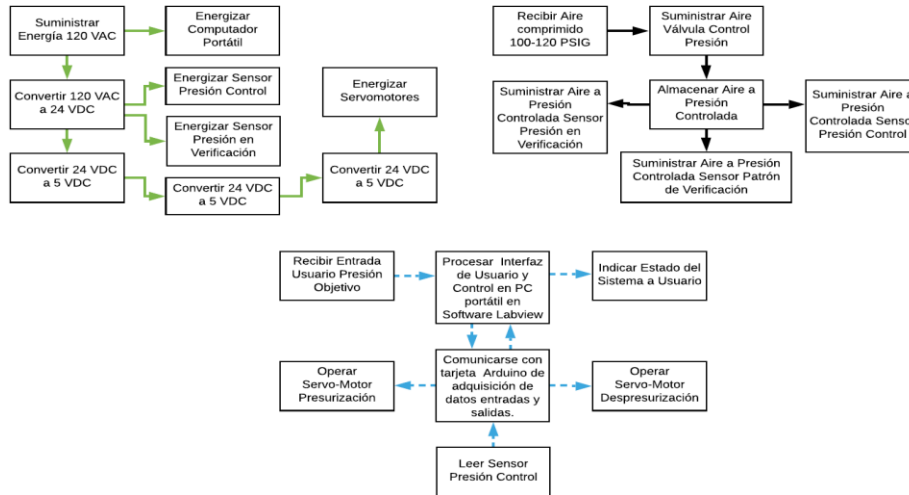 Suministrar
Energía 120 VAC
Energizar
Computador
Portátil
Convertir 120 VAC
a 24 VDC
Energizar Sensor
Presión Control
Energizar Sensor
Presión en
Verificación
Energizar
Servomotores
Convertir 24 VDC
a 5 VDC
Convertir 24 VDC
a 5 VDC
Convertir 24 VDC
a 5 VDC
Recibir Aire
comprimido
100-120 PSIG
Suministrar Aire
Válvula Control
Presión
Suministrar Aire a
Presión
Controlada Sensor
Presión en
Verificación
Almacenar Aire a
Presión
Controlada
Suministrar Aire a
Presión
Controlada Sensor
Presión Control
Suministrar Aire a Presión
Controlada Sensor Patrón
de Verificación
Recibir Entrada
Usuario Presión
Objetivo
Procesar Interfaz
de Usuario y
Control en PC
portátil en
Software Labview
Indicar Estado del
Sistema a Usuario
Operar
Servo-Motor
Presurización
Comunicarse con
tarjeta Arduino de
adquisición de
datos entradas y
salidas.
Operar
Servo-Motor
Despresurización
Leer Sensor
Presión Control